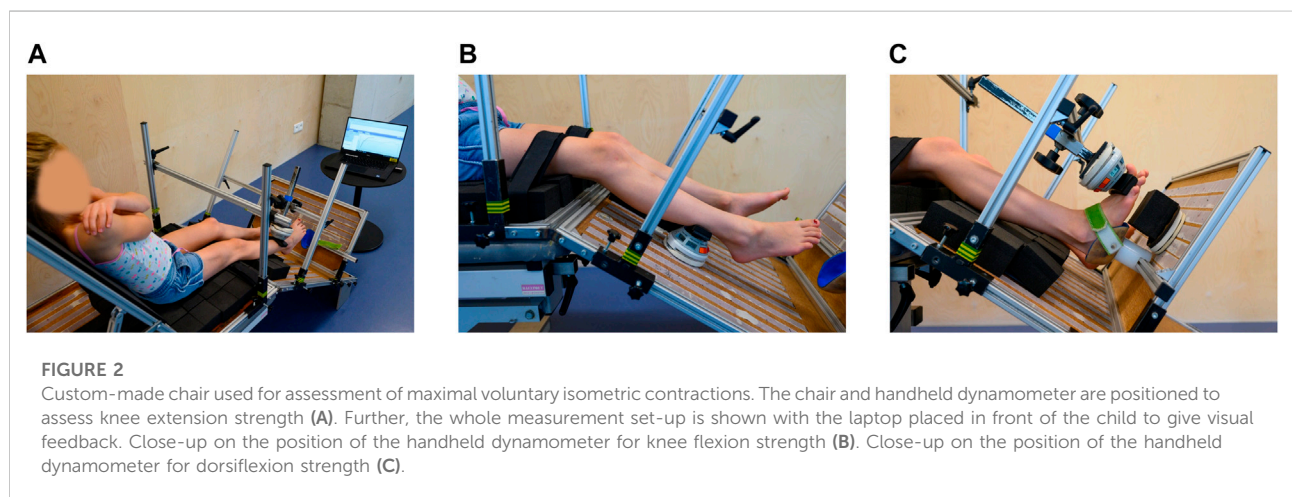 A
B
C
FIGURE 2
Custom-made chair used for assessment of maximal voluntary isometric contractions. The chair and handheld dynamometer are positioned to
assess knee extension strength (A). Further, the whole measurement set-up is shown with the laptop placed in front of the child to give visual
feedback. Close-up on the position of the handheld dynamometer for knee flexion strength (B). Close-up on the position of the handheld
dynamometer for dorsiflexion strength (C).